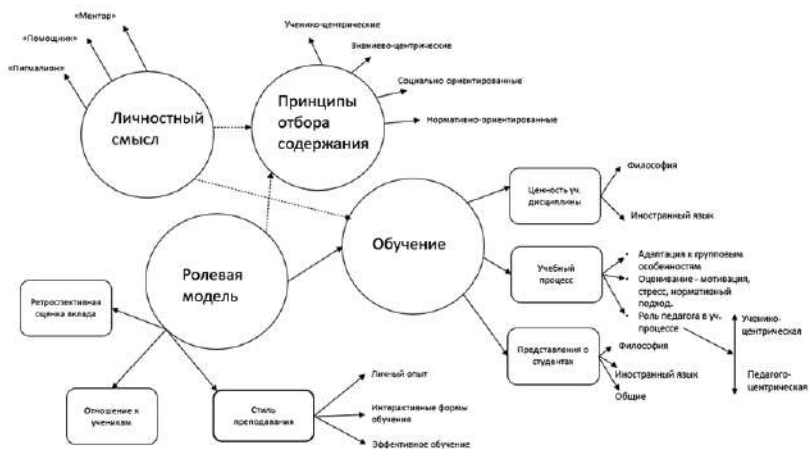 «Ментор»
«Помощник»
«Пигмалион»
Личностный
смысл
Ученико-центрические
Знаниево-центрические
Социально ориентированные
Нормативно-ориентированные
Принципы
отбора
содержания
Ролевая
модель
Обучение
Ценность уч.
дисциплины
Философия
Иностранный язык
Учебный
процесс
• Адаптация к групповым
особенностям
• Оценивание - мотивация,
стресс, нормативный
подход.
• Роль педагога в уч.
процессе
Ученико-
центрическая
Педагого-
центрическая
Представления о
студентах
Философия
Иностранный язык
Общие
Ретроспективная
оценка вклада
Отношение к
ученикам
Стиль
преподавания
Личный опыт
Интерактивные формы
обучения
Эффективное обучение